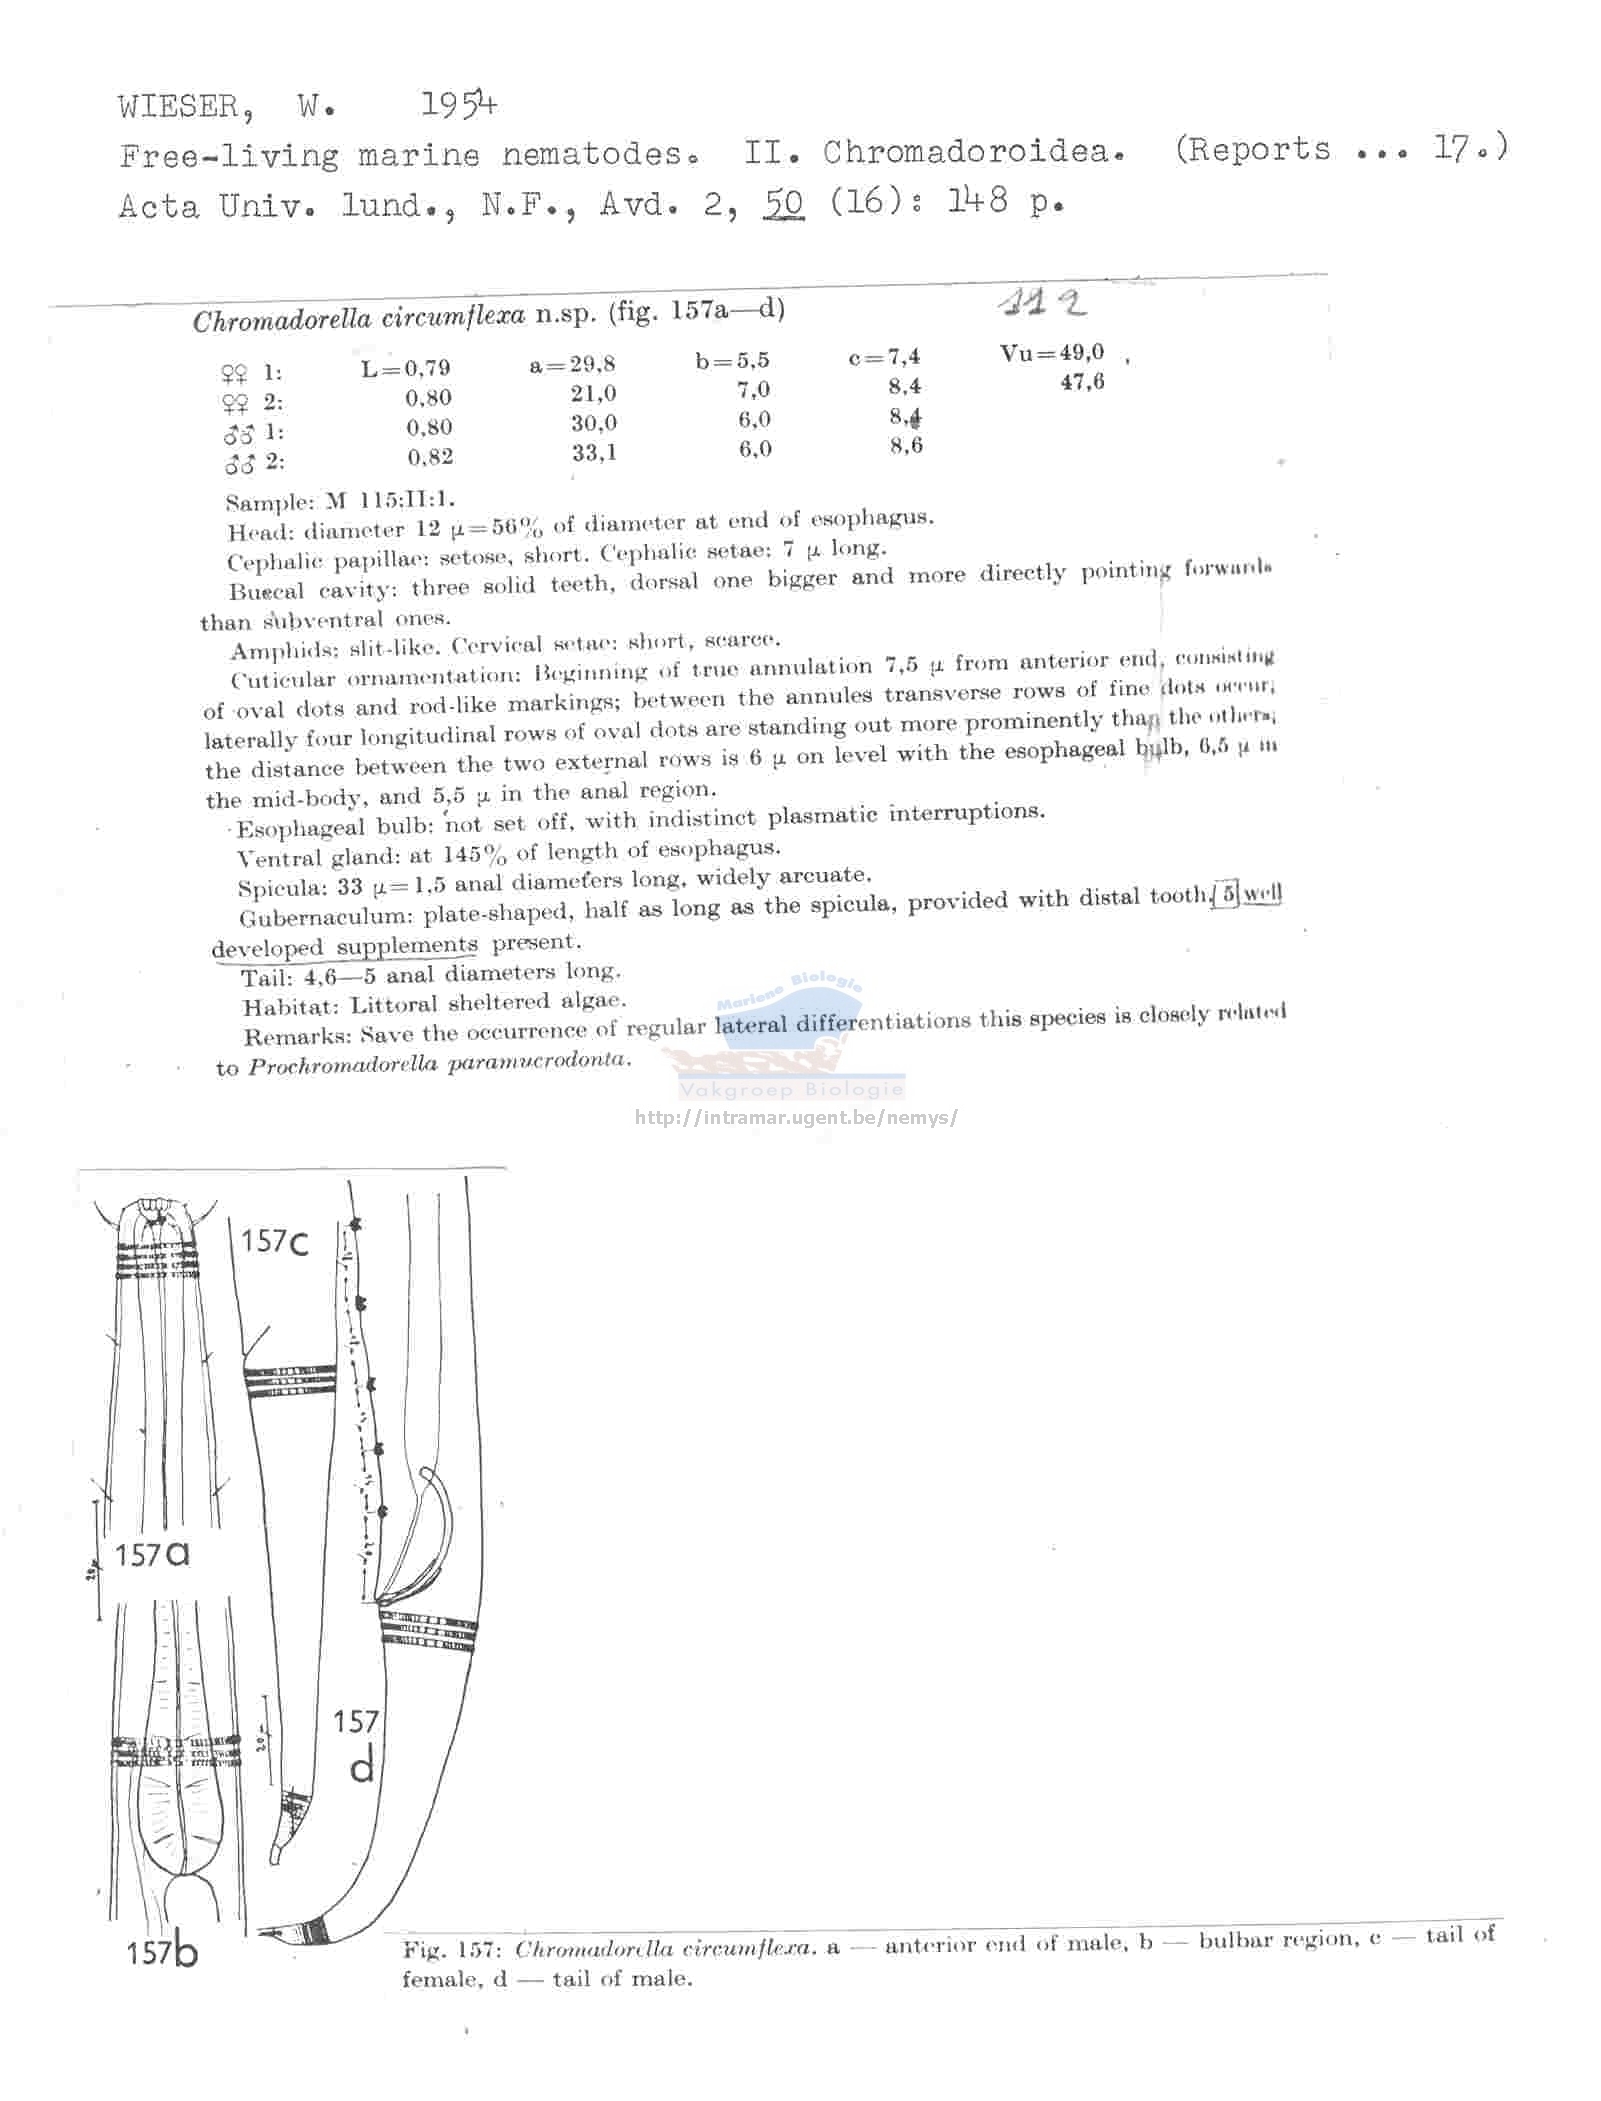 WIESER, W. 1954
Free-living marine nematodes. II. Chromadoroidea. (Reports ... 17.)
Acta Univ. lund., N.F., Avd. 2, 50 (16): 148 p.
112
Chromadorella circumflexa n.sp. (fig. 157a—d)
♀♀ 1: L=0,79 a=29,8 b=5,5 c=7,4 Vu=49,0
♀♀ 2: 0,80 21,0 7,0 8,4 47,6
♂♂ 1: 0,80 30,0 6,0 8,4
♂♂ 2: 0,82 33,1 6,0 8,6
Sample: M 115:II:1.
Head: diameter 12 μ=56% of diameter at end of esophagus.
Cephalic papillae: setose, short. Cephalic setae: 7 μ long.
Buccal cavity: three solid teeth, dorsal one bigger and more directly pointing forwards
than subventral ones.
Amphids: slit-like. Cervical setae: short, scarce.
Cuticular ornamentation: Beginning of true annulation 7,5 μ from anterior end, consisting
of oval dots and rod-like markings; between the annules transverse rows of fine dots occur;
laterally four longitudinal rows of oval dots are standing out more prominently than the others;
the distance between the two external rows is 6 μ on level with the esophageal bulb, 6,5 μ in
the mid-body, and 5,5 μ in the anal region.
Esophageal bulb: not set off, with indistinct plasmatic interruptions.
Ventral gland: at 145% of length of esophagus.
Spicula: 33 μ=1,5 anal diameters long, widely arcuate.
Gubernaculum: plate-shaped, half as long as the spicula, provided with distal tooth. 5 well
developed supplements present.
Tail: 4,6—5 anal diameters long.
Habitat: Littoral sheltered algae.
Remarks: Save the occurrence of regular lateral differentiations this species is closely related
to Prochromadorella paramucrodonta.
Mariene Biologie
Vakgroep Biologie
http://intramar.ugent.be/nemys/
157c
157a
20μ
157
d
20μ
157b
Fig. 157: Chromadorella circumflexa. a — anterior end of male, b — bulbar region, c — tail of
female, d — tail of male.